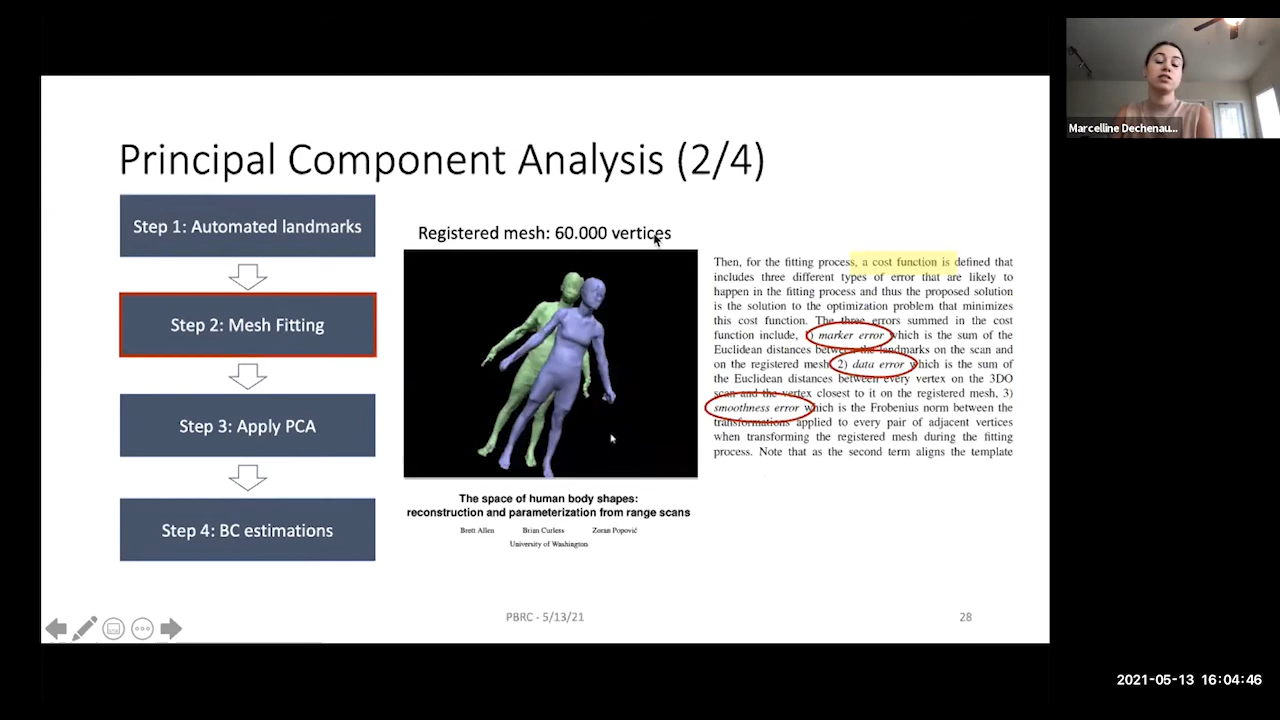 Principal Component Analysis (2/4)
Step 1: Automated landmarks
Step 2: Mesh Fitting
Step 3: Apply PCA
Step 4: BC estimations
Registered mesh: 60.000 vertices
The space of human body shapes:
reconstruction and parameterization from range scans
Brett Allen Brian Curless Zoran Popović
University of Washington
Then, for the fitting process, a cost function is defined that
includes three different types of error that are likely to
happen in the fitting process and thus the proposed solution
is the solution to the optimization problem that minimizes
this cost function. The three errors summed in the cost
function include, 1) marker error which is the sum of the
Euclidean distances between the landmarks on the scan and
on the registered mesh, 2) data error which is the sum of
the Euclidean distances between every vertex on the 3DO
scan and the vertex closest to it on the registered mesh, 3)
smoothness error which is the Frobenius norm between the
transformations applied to every pair of adjacent vertices
when transforming the registered mesh during the fitting
process. Note that as the second term aligns the template
PBRC - 5/13/21
28
Marcelline Dechenau...
2021-05-13 16:04:46